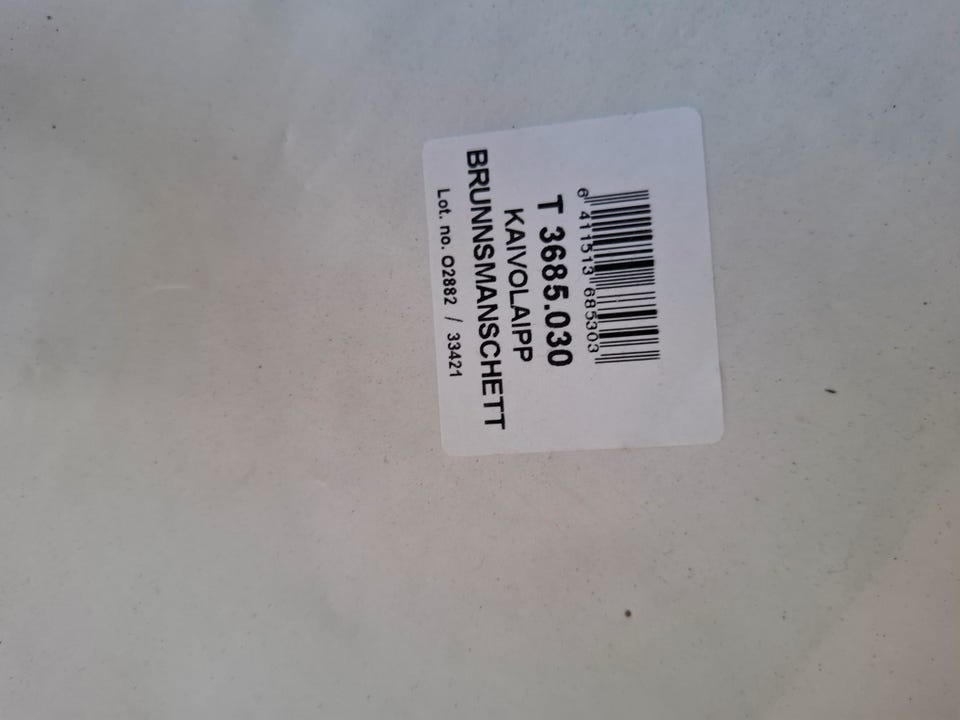 6 411513 685303
T 3685.030
KAIVOLAIPP
BRUNNSMANSCHETT
Lot. no. O2882 / 33421